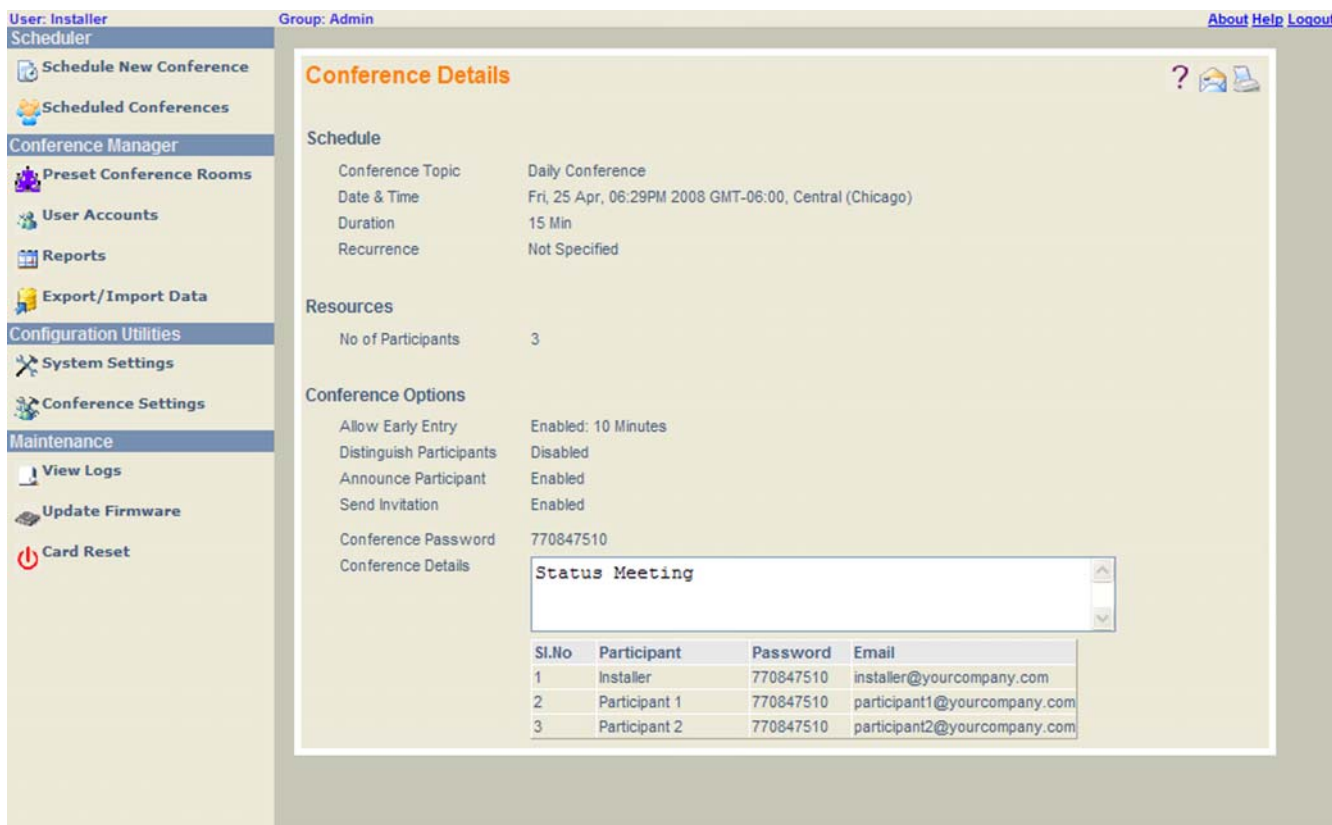 User: Installer Group: Admin About Help Logout
Scheduler
Schedule New Conference
Scheduled Conferences
Conference Manager
Preset Conference Rooms
User Accounts
Reports
Export/Import Data
Configuration Utilities
System Settings
Conference Settings
Maintenance
View Logs
Update Firmware
Card Reset
Conference Details
?
Schedule
Conference Topic Daily Conference
Date & Time Fri, 25 Apr, 06:29PM 2008 GMT-06:00, Central (Chicago)
Duration 15 Min
Recurrence Not Specified
Resources
No of Participants 3
Conference Options
Allow Early Entry Enabled: 10 Minutes
Distinguish Participants Disabled
Announce Participant Enabled
Send Invitation Enabled
Conference Password 770847510
Conference Details Status Meeting
Sl.No Participant Password Email
1 Installer 770847510 installer@yourcompany.com
2 Participant 1 770847510 participant1@yourcompany.com
3 Participant 2 770847510 participant2@yourcompany.com